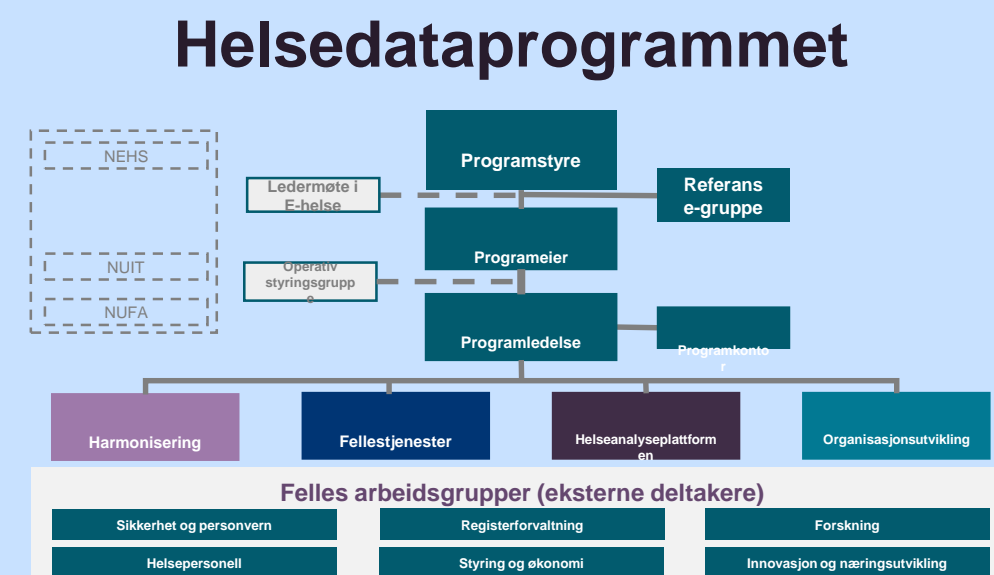 Helsedataprogrammet
NEHS
NUIT
NUFA
Ledermøte i
E-helse
Operativ
styringsgrupp
e
Programstyre
Referans
e-gruppe
Programeier
Programledelse
Programkonto
r
Harmonisering
Fellestjenester
Helseanalyseplattform
en
Organisasjonsutvikling
Felles arbeidsgrupper (eksterne deltakere)
Sikkerhet og personvern
Registerforvaltning
Forskning
Helsepersonell
Styring og økonomi
Innovasjon og næringsutvikling